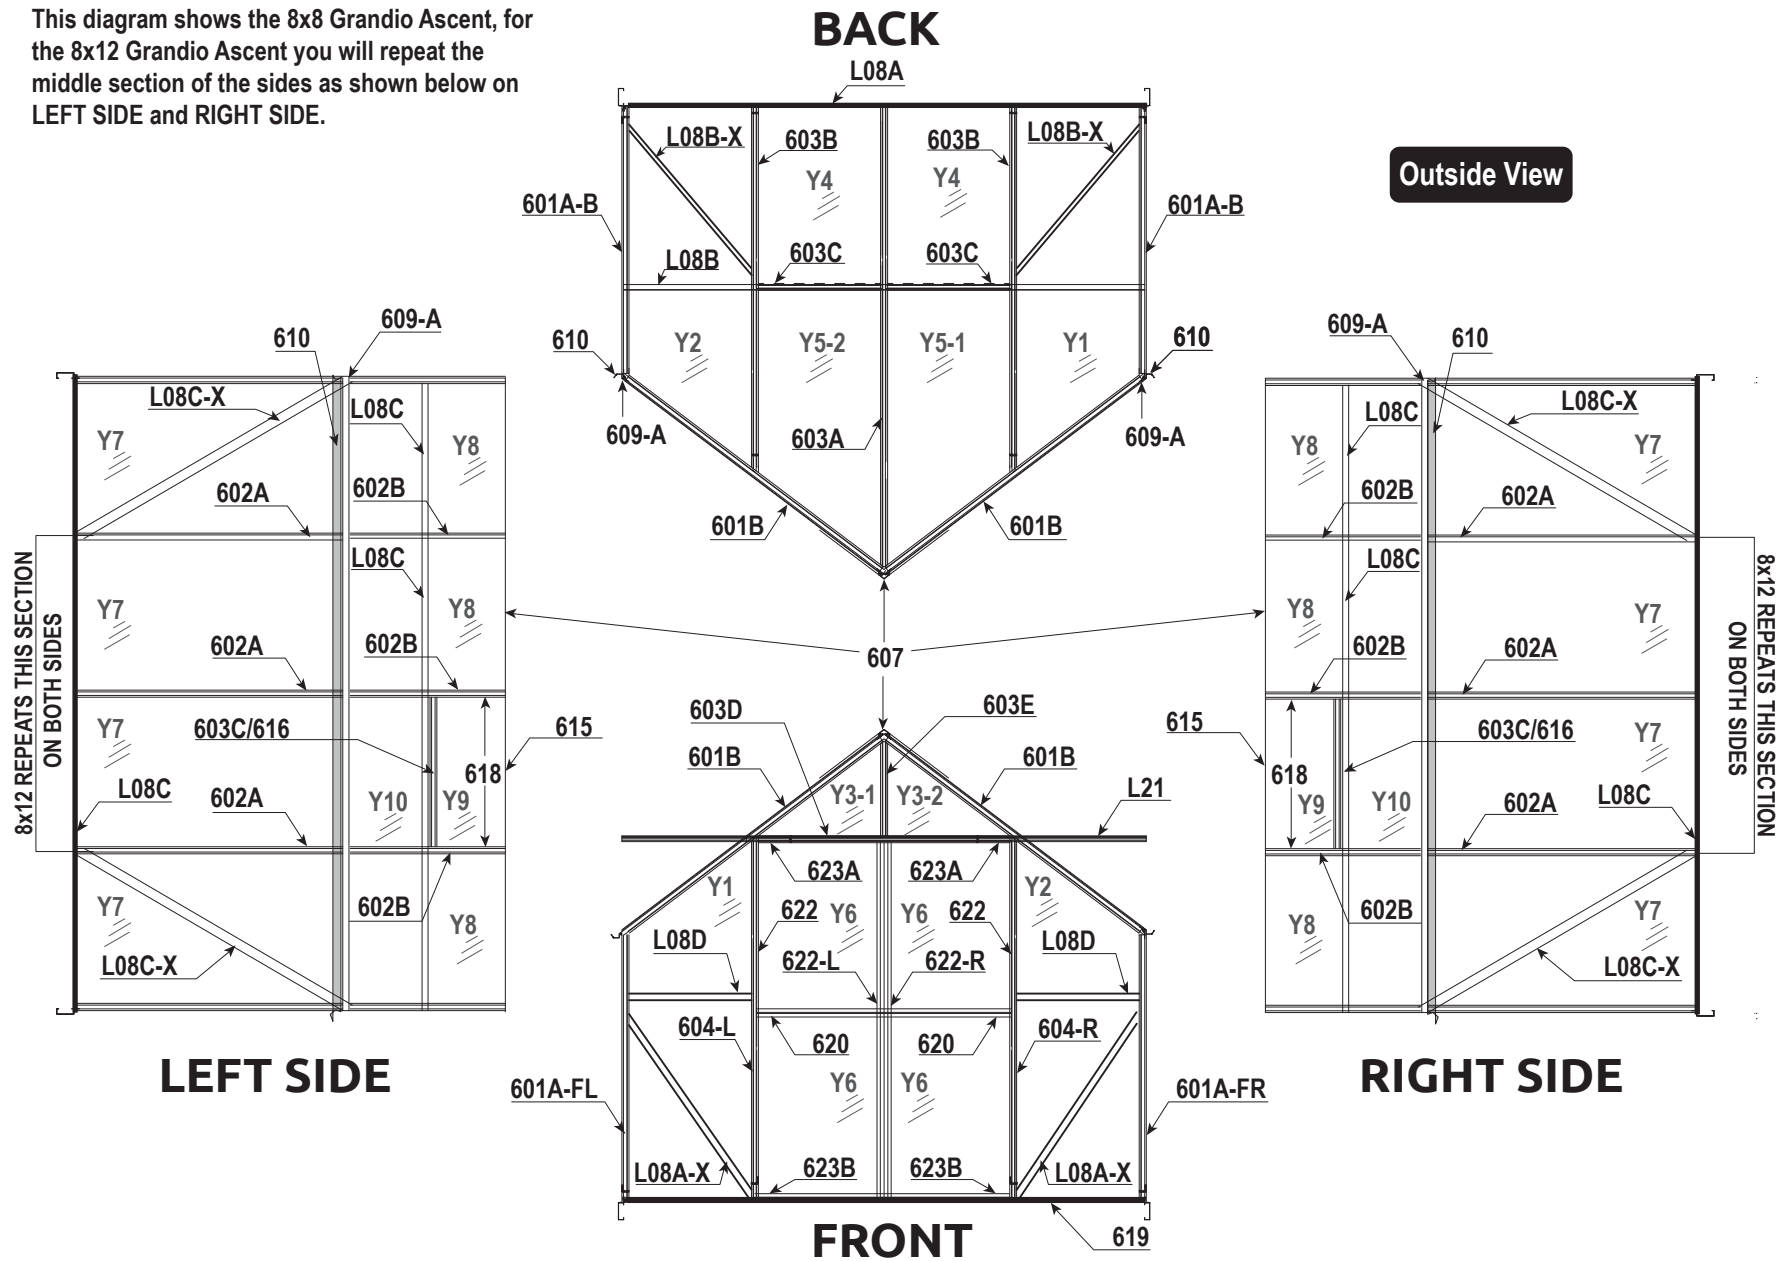 This diagram shows the 8x8 Grandio Ascent, for
the 8x12 Grandio Ascent you will repeat the
middle section of the sides as shown below on
LEFT SIDE and RIGHT SIDE.
BACK
L08A
L08B-X
603B
603B
L08B-X
Y4
Y4
Outside View
601A-B
601A-B
L08B
603C
603C
610
Y2
Y5-2
Y5-1
Y1
610
609-A
603A
609-A
601B
601B
607
609-A
610
L08C-X
L08C
Y7
Y8
602A
602B
L08C
Y7
Y8
602A
602B
8x12 REPEATS THIS SECTION
ON BOTH SIDES
Y7
603C/616
615
618
L08C
602A
Y10
Y9
Y7
602B
Y8
L08C-X
LEFT SIDE
603D
603E
601B
601B
Y3-1
Y3-2
L21
623A
623A
Y1
Y2
622
Y6
Y6
622
L08D
L08D
622-L
622-R
604-L
604-R
620
620
601A-FL
Y6
Y6
601A-FR
L08A-X
623B
623B
L08A-X
619
FRONT
609-A
610
L08C
L08C-X
Y8
Y7
602B
602A
L08C
Y8
Y7
602B
602A
615
603C/616
Y7
618
Y9
Y10
602A
L08C
8x12 REPEATS THIS SECTION
ON BOTH SIDES
602B
Y8
Y7
L08C-X
RIGHT SIDE